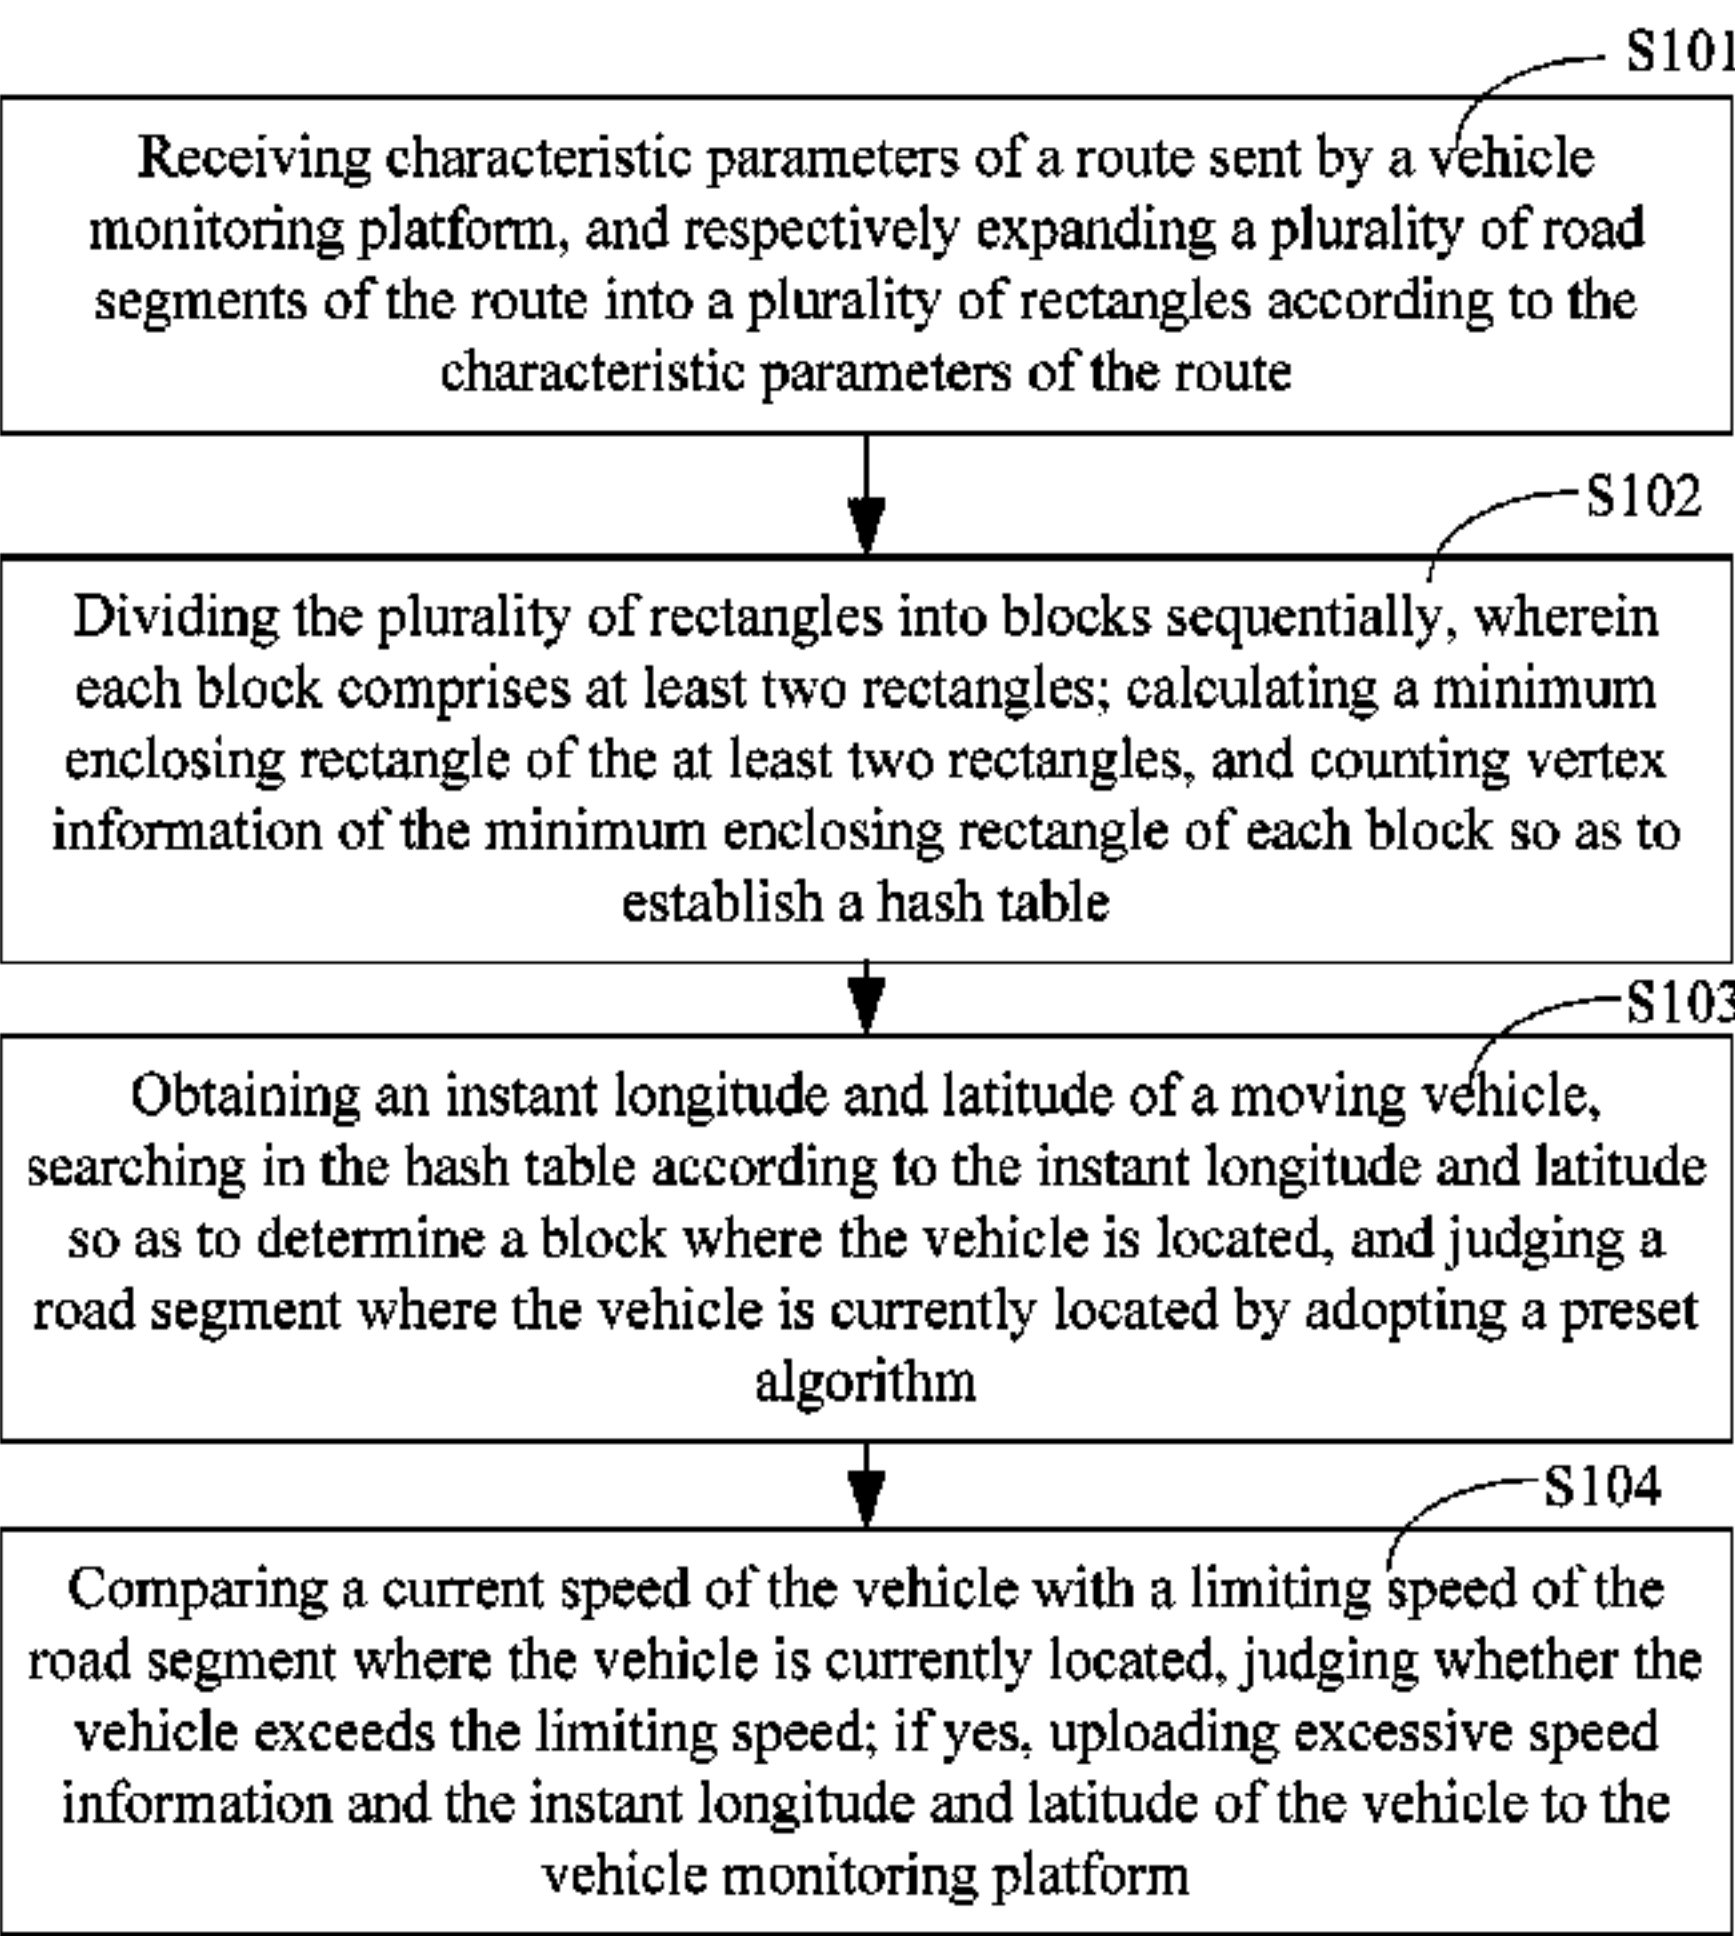 S101
Receiving characteristic parameters of a route sent by a vehicle
monitoring platform, and respectively expanding a plurality of road
segments of the route into a plurality of rectangles according to the
characteristic parameters of the route
S102
Dividing the plurality of rectangles into blocks sequentially, wherein
each block comprises at least two rectangles; calculating a minimum
enclosing rectangle of the at least two rectangles, and counting vertex
information of the minimum enclosing rectangle of each block so as to
establish a hash table
S103
Obtaining an instant longitude and latitude of a moving vehicle,
searching in the hash table according to the instant longitude and latitude
so as to determine a block where the vehicle is located, and judging a
road segment where the vehicle is currently located by adopting a preset
algorithm
S104
Comparing a current speed of the vehicle with a limiting speed of the
road segment where the vehicle is currently located, judging whether the
vehicle exceeds the limiting speed; if yes, uploading excessive speed
information and the instant longitude and latitude of the vehicle to the
vehicle monitoring platform